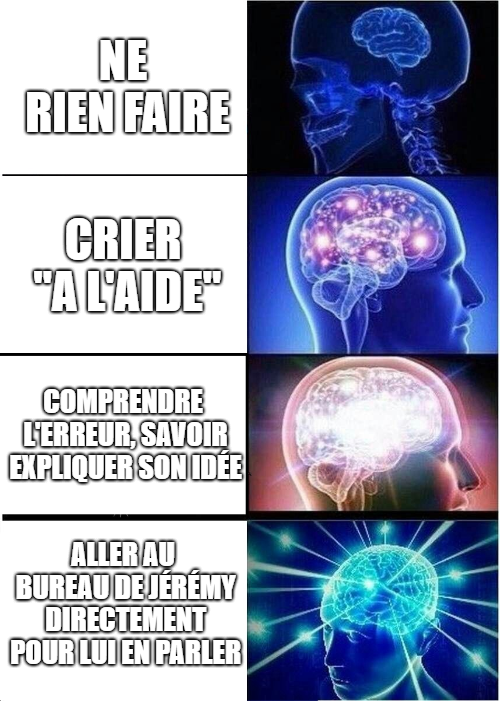 NE
RIEN FAIRE
CRIER
"A L'AIDE"
COMPRENDRE
L'ERREUR, SAVOIR
EXPLIQUER SON IDÉE
ALLER AU
BUREAU DE JÉRÉMY
DIRECTEMENT
POUR LUI EN PARLER